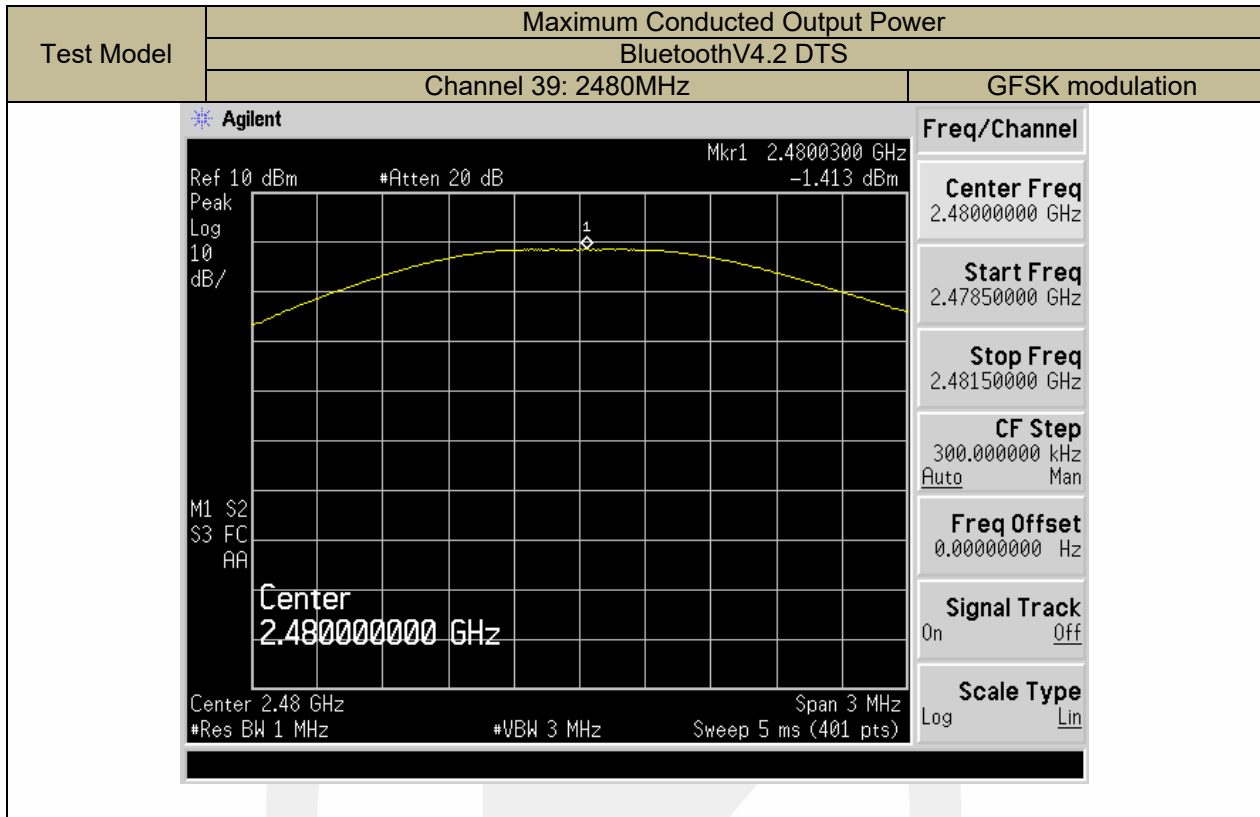 Test Model
Maximum Conducted Output Power
BluetoothV4.2 DTS
Channel 39: 2480MHz GFSK modulation
Agilent
Mkr1 2.4800300 GHz
Ref 10 dBm #Atten 20 dB -1.413 dBm
Peak
Log
10
dB/
1
M1 S2
S3 FC
AA
Center
2.480000000 GHz
Center 2.48 GHz Span 3 MHz
#Res BW 1 MHz #VBW 3 MHz Sweep 5 ms (401 pts)
Freq/Channel
Center Freq
2.48000000 GHz
Start Freq
2.47850000 GHz
Stop Freq
2.48150000 GHz
CF Step
300.000000 kHz
Auto Man
Freq Offset
0.00000000 Hz
Signal Track
On Off
Scale Type
Log Lin